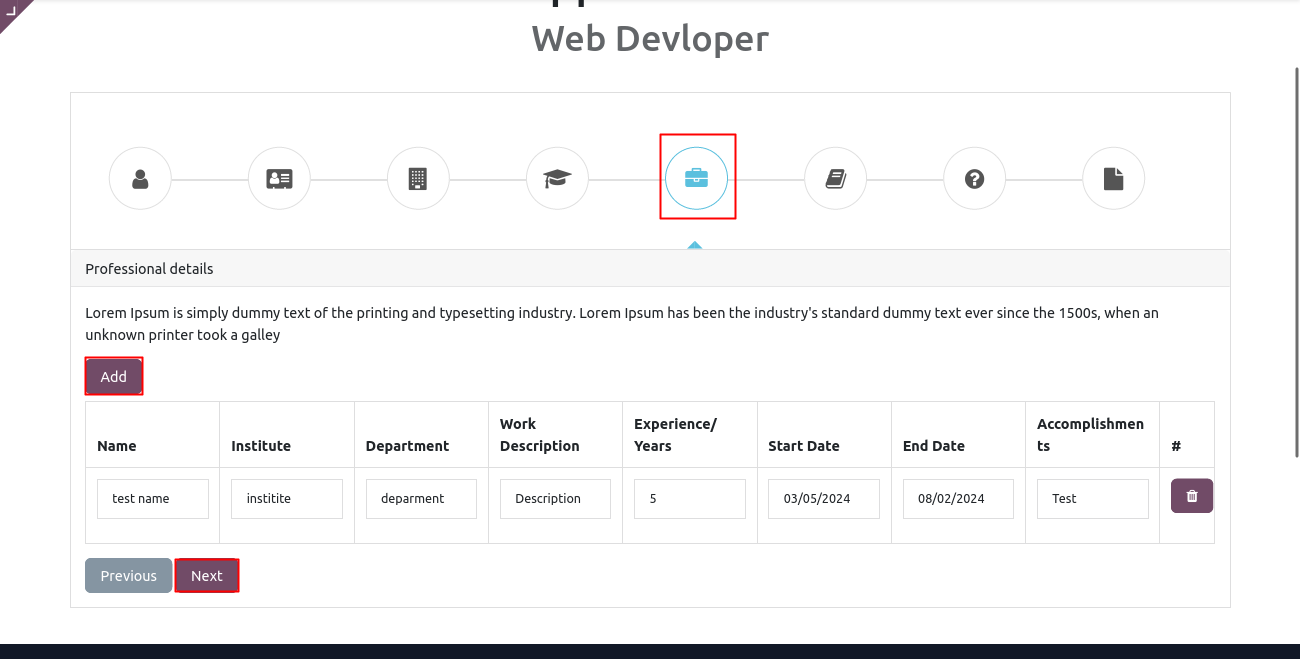 Web Devloper
Professional details
Lorem Ipsum is simply dummy text of the printing and typesetting industry. Lorem Ipsum has been the industry's standard dummy text ever since the 1500s, when an
unknown printer took a galley
Add
Name Institute Department Work Description Experience/ Years Start Date End Date Accomplishmen ts #
test name institite deparment Description 5 03/05/2024 08/02/2024 Test
Previous Next